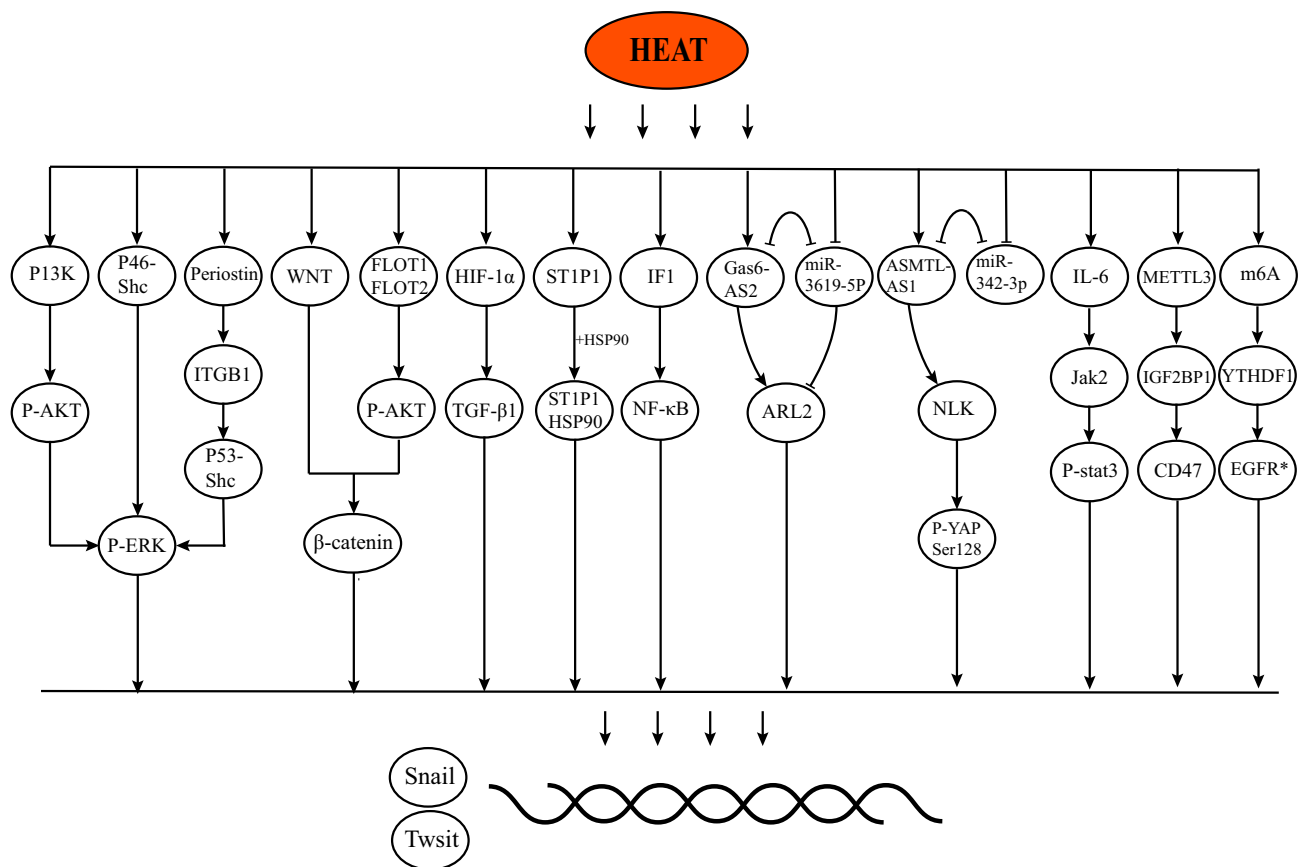 HEAT
P13K
P46-
Shc
Periostin
WNT
FLOT1
FLOT2
HIF-1α
ST1P1
IF1
Gas6-
AS2
miR-
3619-5P
ASMTL-
AS1
miR-
342-3p
IL-6
METTL3
m6A
+HSP90
ITGB1
Jak2
IGF2BP1
YTHDF1
P-AKT
P-AKT
TGF-β1
ST1P1
HSP90
NF-κB
ARL2
NLK
P53-
Shc
P-stat3
CD47
EGFR*
P-ERK
β-catenin
P-YAP
Ser128
Snail
Twsit